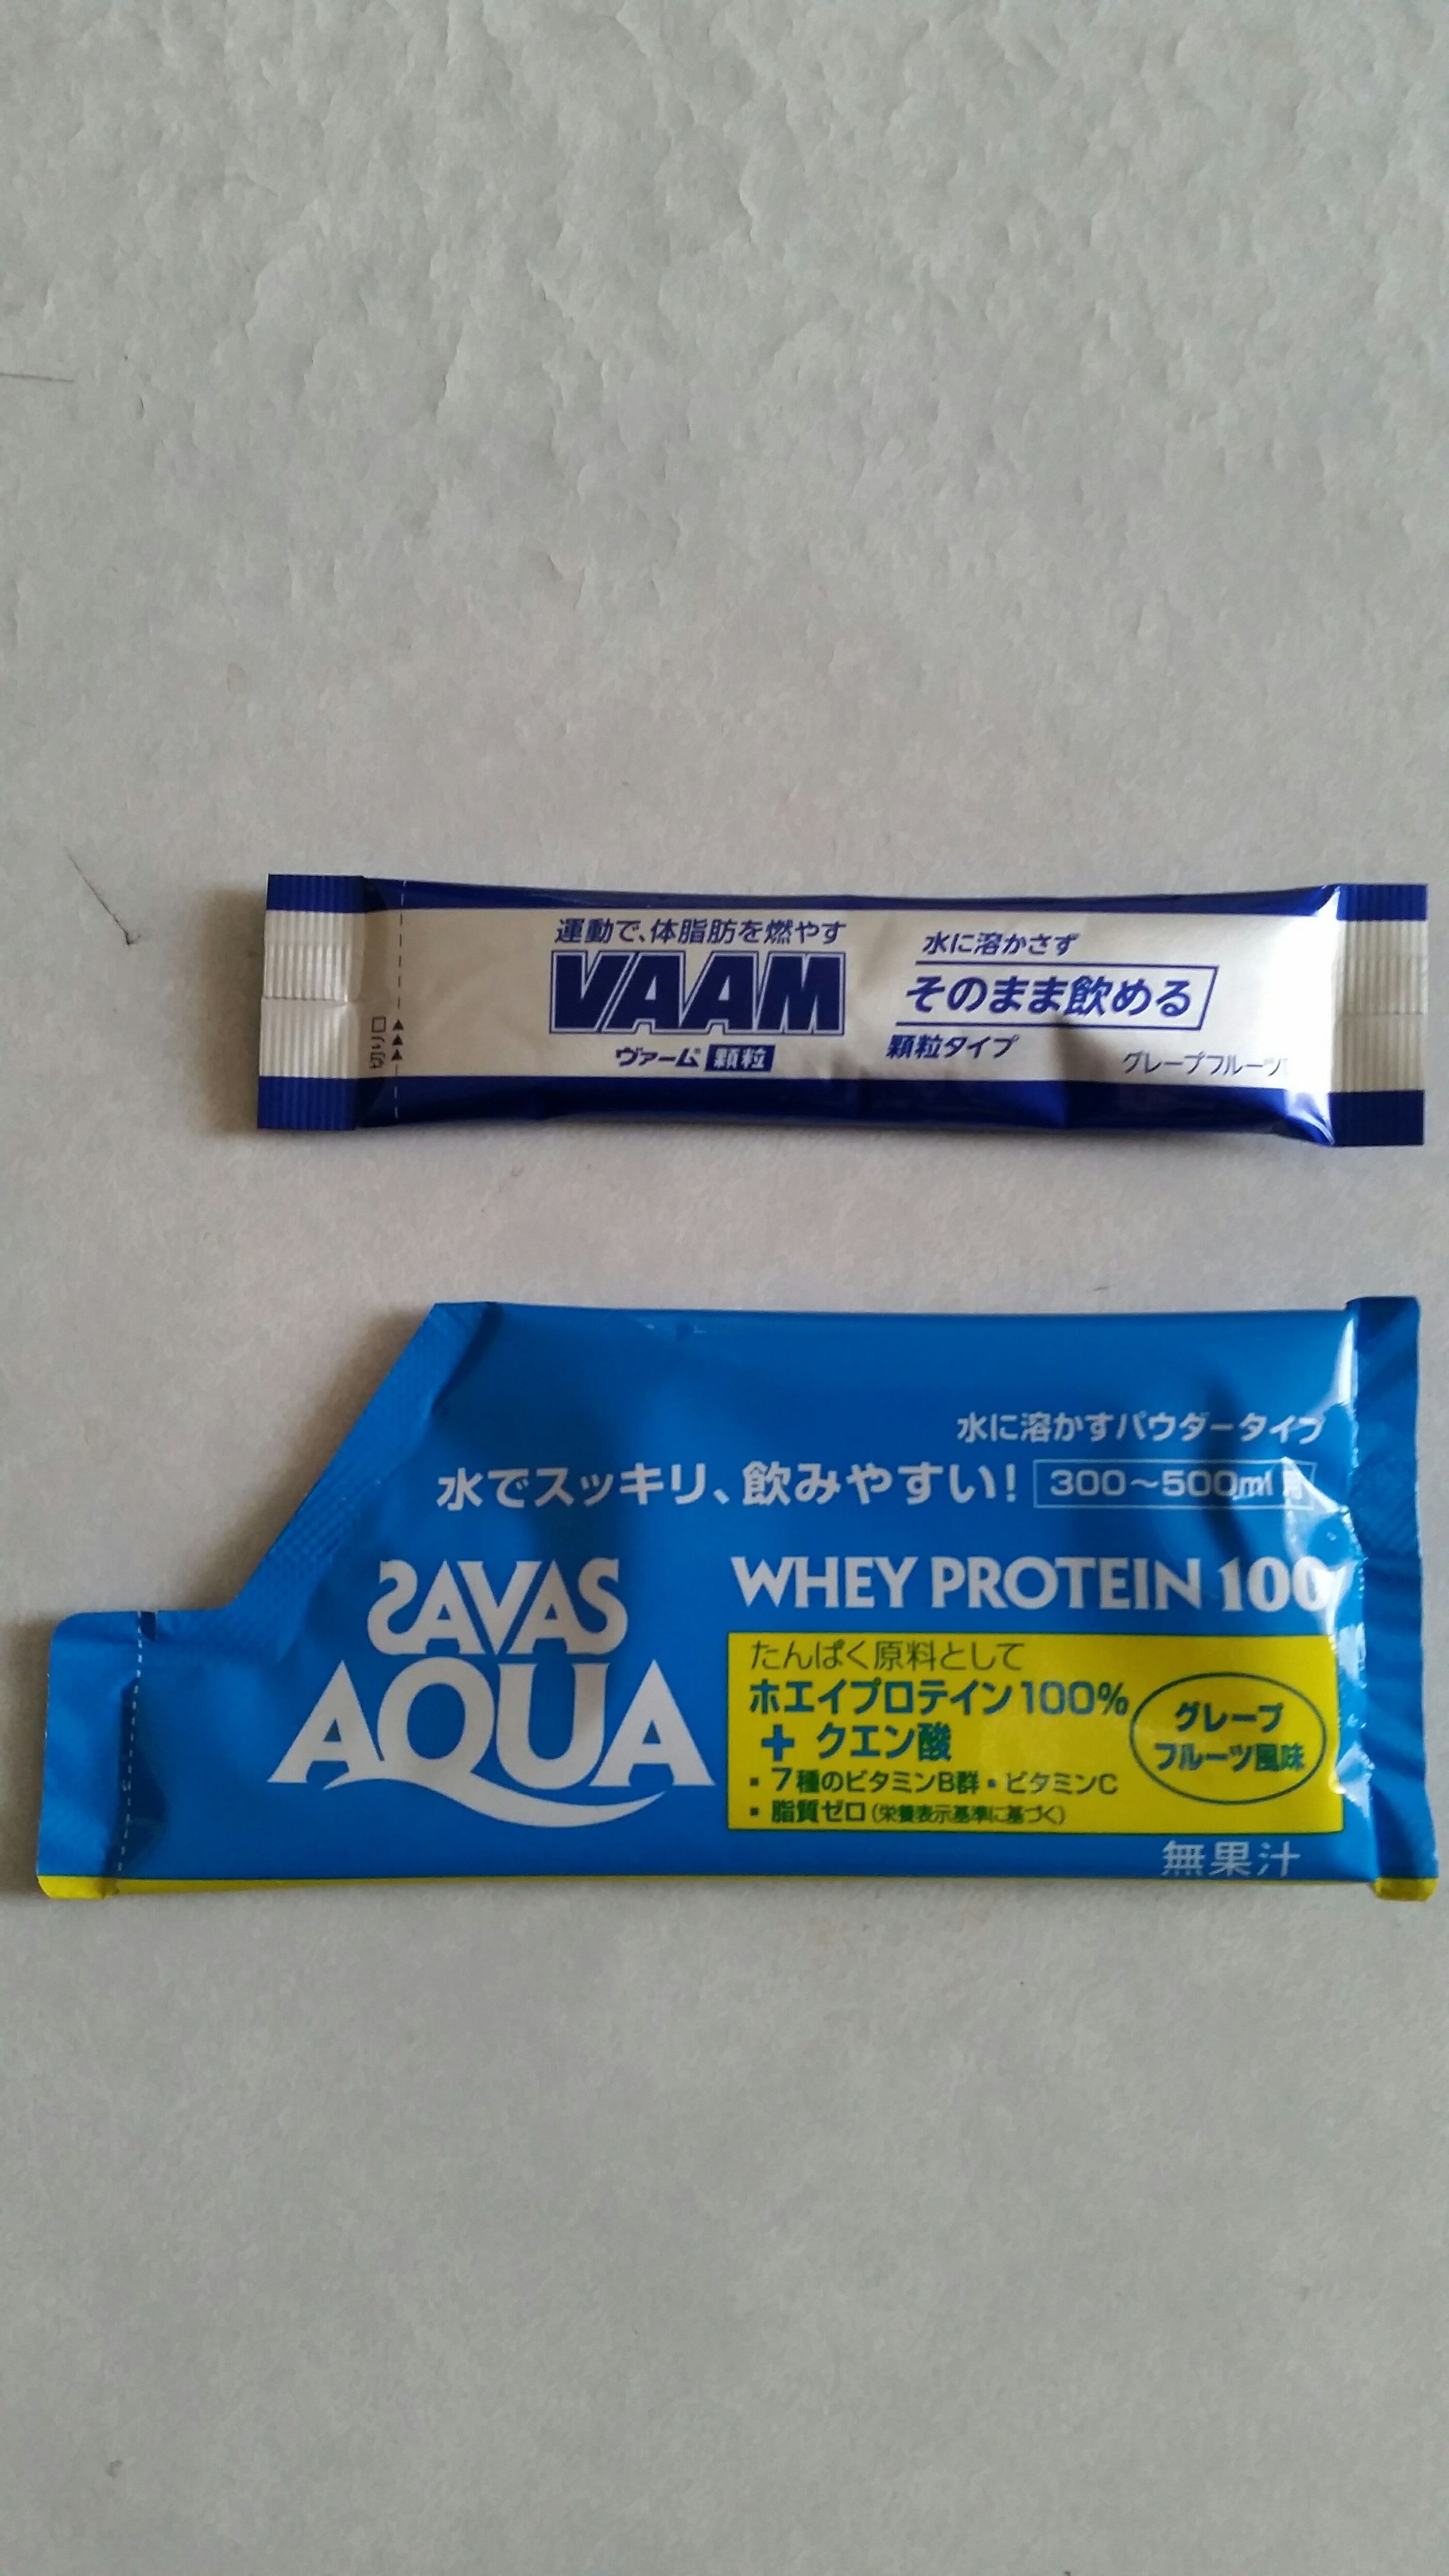 運動で、体脂肪を燃やす
VAAM
ヴァーム 顆粒
水に溶かさず
そのまま飲める
顆粒タイプ
グレープフルーツ
切り口
水に溶かすパウダータイプ
水でスッキリ、飲みやすい! 300〜500ml用
SAVAS
AQUA
WHEY PROTEIN 100
たんぱく原料として
ホエイプロテイン100%
+ クエン酸
▪ 7種のビタミンB群▪ビタミンC
▪ 脂質ゼロ(栄養表示基準に基づく)
グレープ
フルーツ風味
無果汁